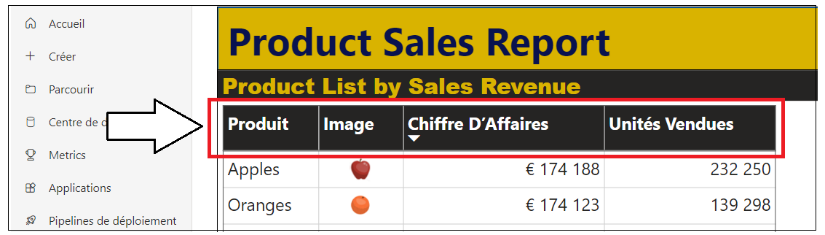 Accueil
Créer
Parcourir
Centre de
Metrics
Applications
Pipelines de déploiement
Product Sales Report
Product List by Sales Revenue
Produit Image Chiffre D'Affaires Unités Vendues
Apples € 174 188 232 250
Oranges € 174 123 139 298